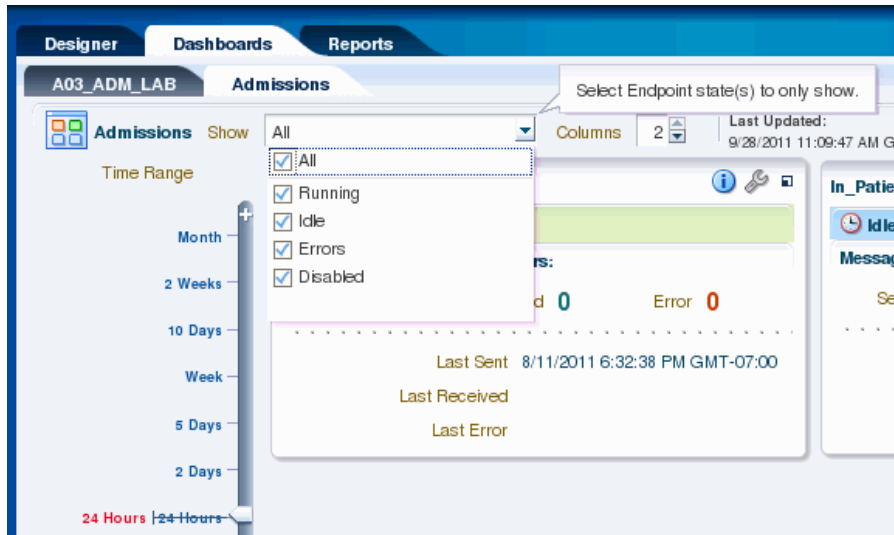 Designer Dashboards Reports
A03_ADM_LAB Admissions
Select Endpoint state(s) to only show.
Admissions Show All Columns 2
Last Updated:
9/28/2011 11:09:47 AM G
Time Range
All
Running
Idle
Errors
Disabled
rs:
d 0 Error 0
Last Sent 8/11/2011 6:32:38 PM GMT-07:00
Last Received
Last Error
In_Patie
Idle
Messag
Se
Month
2 Weeks
10 Days
Week
5 Days
2 Days
24 Hours 24 Hours